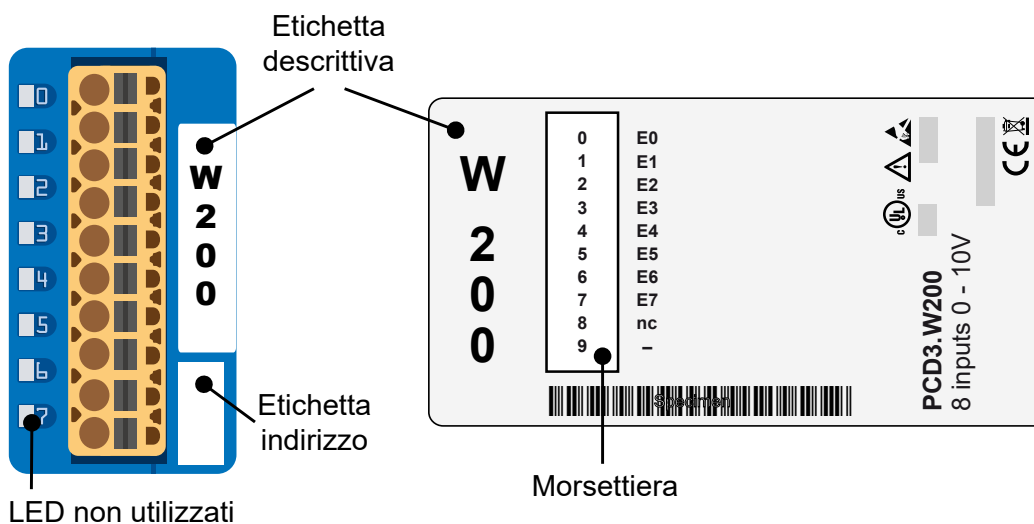 Etichetta
descrittiva
0
1
2
3
4
5
6
7
W
2
0
0
Etichetta
indirizzo
LED non utilizzati
W
2
0
0
0 E0
1 E1
2 E2
3 E3
4 E4
5 E5
6 E6
7 E7
8 nc
9 –
Specimen
Morsettiera
PCD3.W200
8 inputs 0 - 10V
c UL us
CE